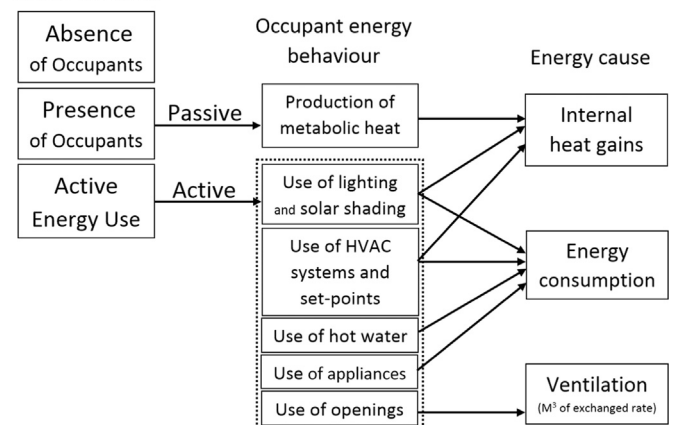 Absence
of Occupants
Presence
of Occupants
Active
Energy Use
Passive
Active
Occupant energy
behaviour
Production of
metabolic heat
Use of lighting
and solar shading
Use of HVAC
systems and
set-points
Use of hot water
Use of appliances
Use of openings
Energy cause
Internal
heat gains
Energy
consumption
Ventilation
(M³ of exchanged rate)